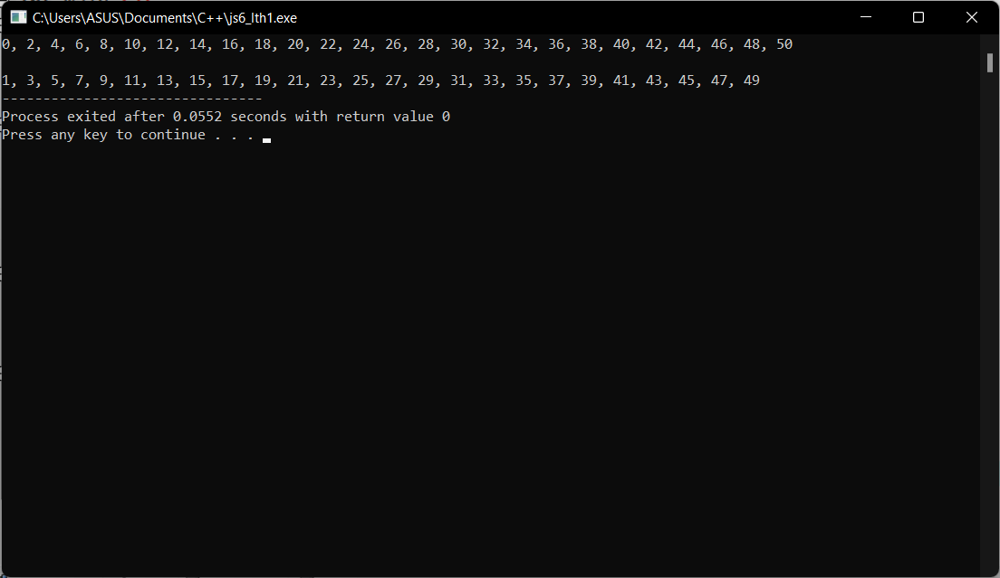 C:\Users\ASUS\Documents\C++\js6_lth1.exe
0, 2, 4, 6, 8, 10, 12, 14, 16, 18, 20, 22, 24, 26, 28, 30, 32, 34, 36, 38, 40, 42, 44, 46, 48, 50
1, 3, 5, 7, 9, 11, 13, 15, 17, 19, 21, 23, 25, 27, 29, 31, 33, 35, 37, 39, 41, 43, 45, 47, 49
--------------------------------
Process exited after 0.0552 seconds with return value 0
Press any key to continue . . .